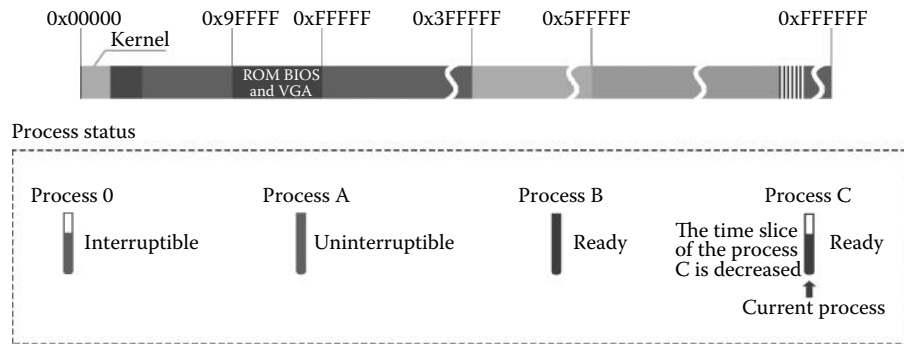 0x00000 0x9FFFF 0xFFFFF 0x3FFFFF 0x5FFFFF 0xFFFFFF
Kernel
ROM BIOS
and VGA
Process status
Process 0
Interruptible
Process A
Uninterruptible
Process B
Ready
Process C
The time slice
of the process
C is decreased
Ready
Current process